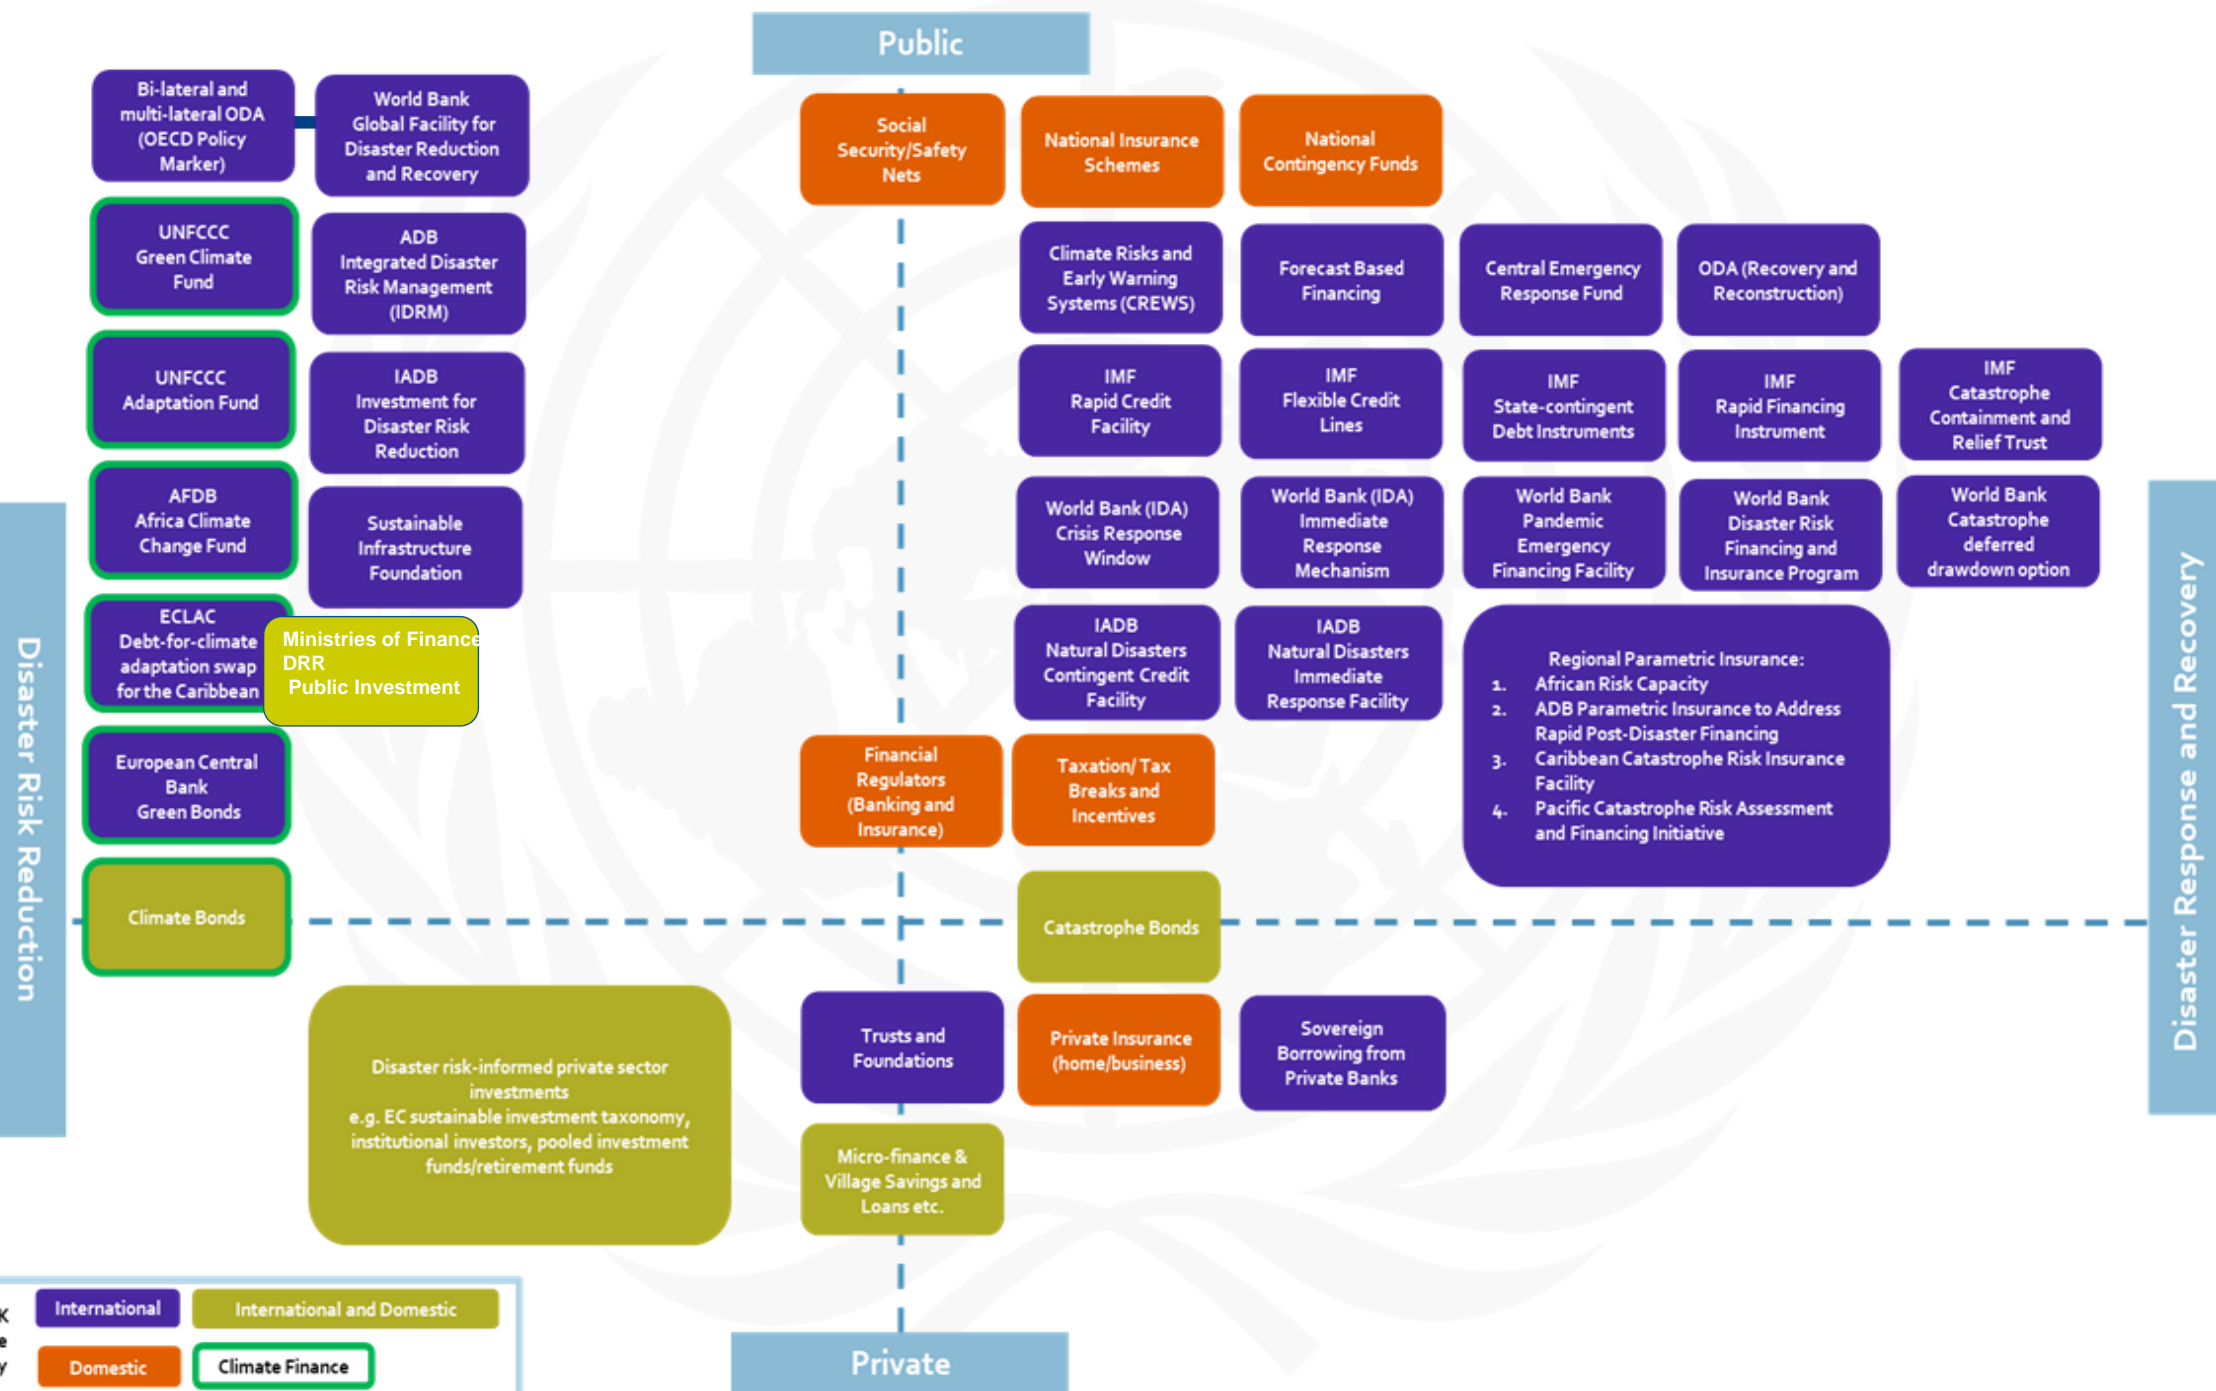 Public
Bi-lateral and
multi-lateral ODA
(OECD Policy
Marker)
World Bank
Global Facility for
Disaster Reduction
and Recovery
Social
Security/Safety
Nets
National Insurance
Schemes
National
Contingency Funds
UNFCCC
Green Climate
Fund
ADB
Integrated Disaster
Risk Management
(IDRM)
Climate Risks and
Early Warning
Systems (CREWS)
Forecast Based
Financing
Central Emergency
Response Fund
ODA (Recovery and
Reconstruction)
UNFCCC
Adaptation Fund
IADB
Investment for
Disaster Risk
Reduction
IMF
Rapid Credit
Facility
IMF
Flexible Credit
Lines
IMF
State-contingent
Debt Instruments
IMF
Rapid Financing
Instrument
IMF
Catastrophe
Containment and
Relief Trust
AFDB
Africa Climate
Change Fund
Sustainable
Infrastructure
Foundation
World Bank (IDA)
Crisis Response
Window
World Bank (IDA)
Immediate
Response
Mechanism
World Bank
Pandemic
Emergency
Financing Facility
World Bank
Disaster Risk
Financing and
Insurance Program
World Bank
Catastrophe
deferred
drawdown option
ECLAC
Debt-for-climate
adaptation swap
for the Caribbean
Ministries of Finance
DRR
Public Investment
IADB
Natural Disasters
Contingent Credit
Facility
IADB
Natural Disasters
Immediate
Response Facility
Regional Parametric Insurance:
1. African Risk Capacity
2. ADB Parametric Insurance to Address
Rapid Post-Disaster Financing
3. Caribbean Catastrophe Risk Insurance
Facility
4. Pacific Catastrophe Risk Assessment
and Financing Initiative
European Central
Bank
Green Bonds
Financial
Regulators
(Banking and
Insurance)
Taxation/ Tax
Breaks and
Incentives
Disaster Risk Reduction
Disaster Response and Recovery
Climate Bonds
Catastrophe Bonds
Disaster risk-informed private sector
investments
e.g. EC sustainable investment taxonomy,
institutional investors, pooled investment
funds/retirement funds
Trusts and
Foundations
Private Insurance
(home/business)
Sovereign
Borrowing from
Private Banks
Micro-finance &
Village Savings and
Loans etc.
K
e
y
International
International and Domestic
Domestic
Climate Finance
Private